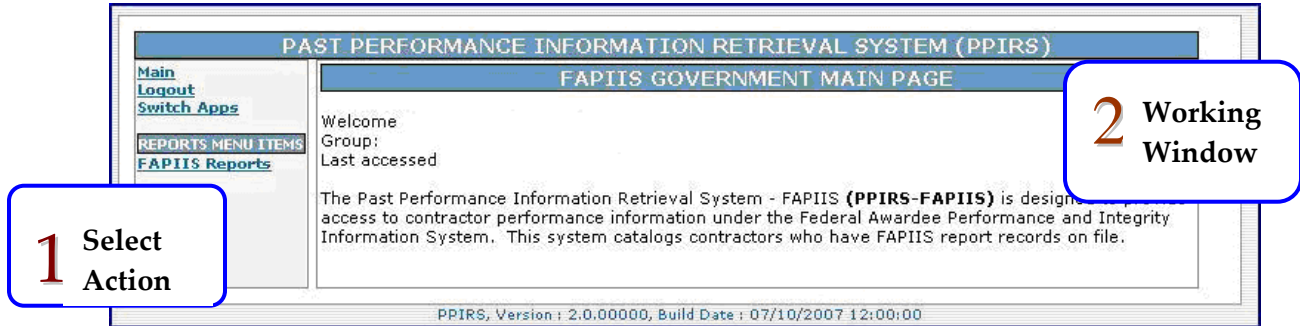 PAST PERFORMANCE INFORMATION RETRIEVAL SYSTEM (PPIRS)
Main
Logout
Switch Apps
REPORTS MENU ITEMS
FAPIIS Reports
1 Select
Action
FAPIIS GOVERNMENT MAIN PAGE
2 Working
Window
Welcome
Group:
Last accessed
The Past Performance Information Retrieval System - FAPIIS (PPIRS-FAPIIS) is
access to contractor performance information under the Federal Awardee Performance and Integrity
Information System. This system catalogs contractors who have FAPIIS report records on file.
PPIRS, Version : 2.0.00000, Build Date : 07/10/2007 12:00:00